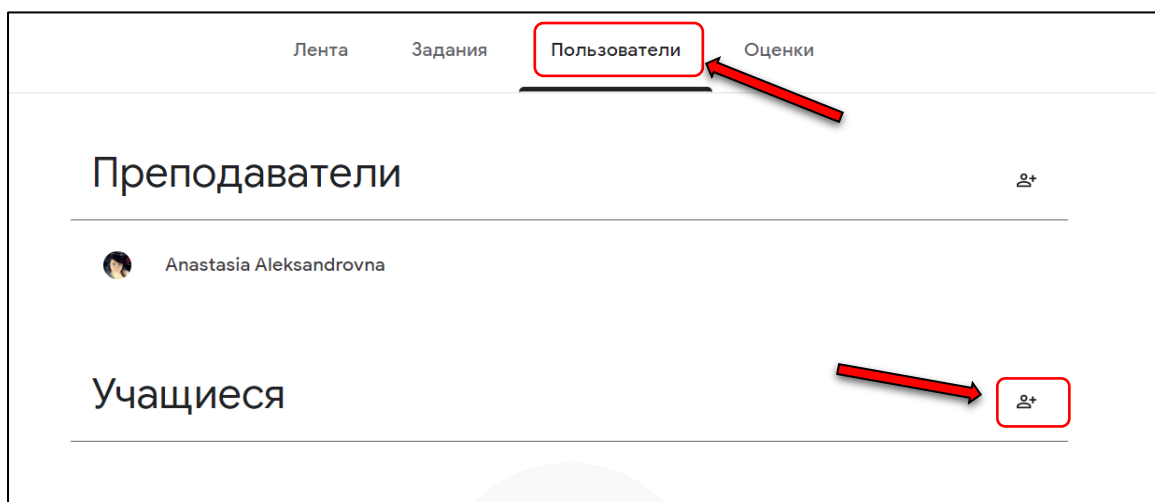 Лента Задания Пользователи Оценки
Преподаватели
Anastasia Aleksandrovna
Учащиеся